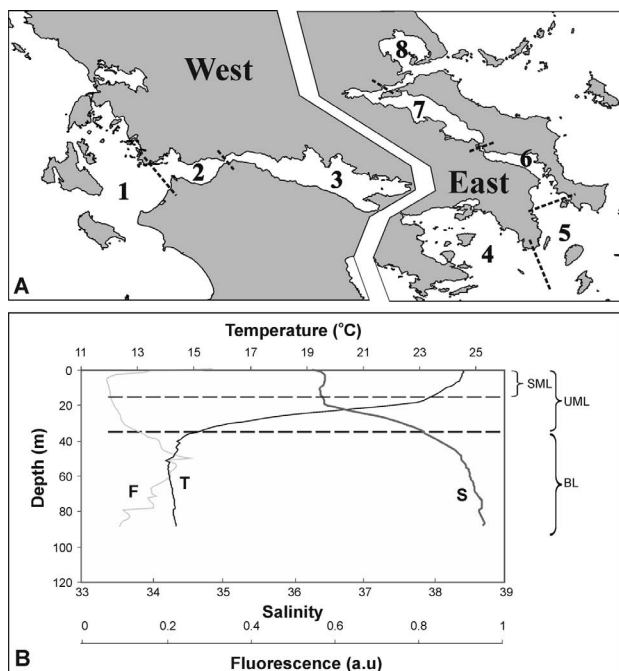 West
8
7
6
1
2
3
East
4
5
A
Temperature (°C)
11 13 15 17 19 21 23 25
0
20
40
60
80
100
120
Depth (m)
SML
UML
BL
F
T
S
33 34 35 36 37 38 39
Salinity
0 0.2 0.4 0.6 0.8 1
Fluorescence (a.u)
B